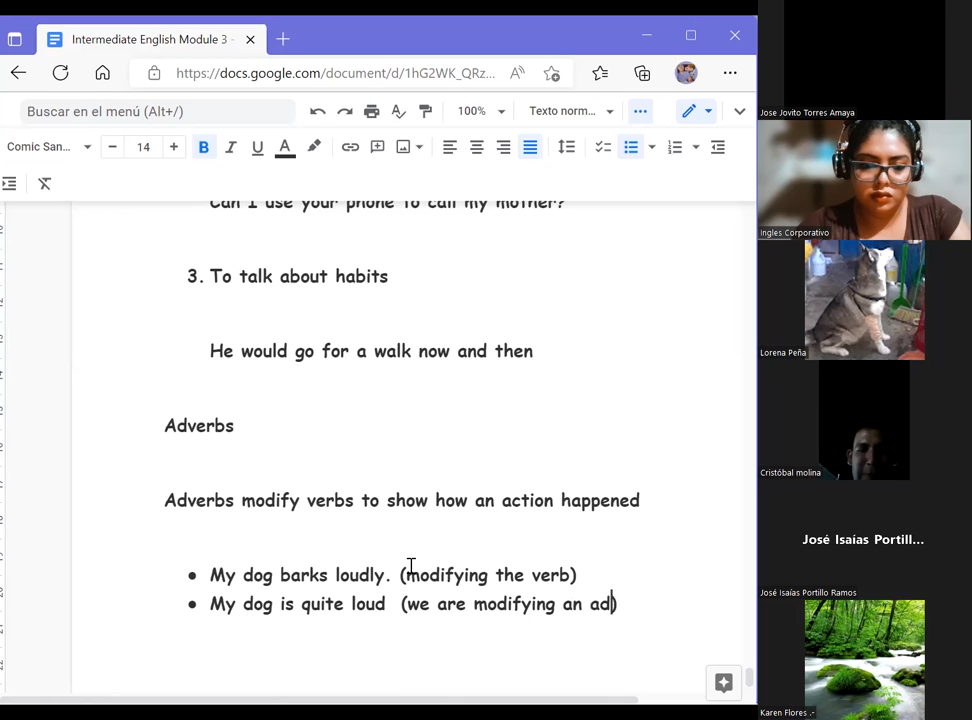 Intermediate English Module 3 -
https://docs.google.com/document/d/1hG2WK_QRz...
Buscar en el menú (Alt+/)
100%
Texto norm...
Comic San...
14
B
I
U
A
Can I use your phone to call my mother?
3. To talk about habits
He would go for a walk now and then
Adverbs
Adverbs modify verbs to show how an action happened
• My dog barks loudly. (modifying the verb)
• My dog is quite loud (we are modifying an ad)
Jose Jovito Torres Amaya
Ingles Corporativo
Lorena Peña
Cristóbal molina
José Isaías Portill...
José Isaías Portillo Ramos
Karen Flores .-